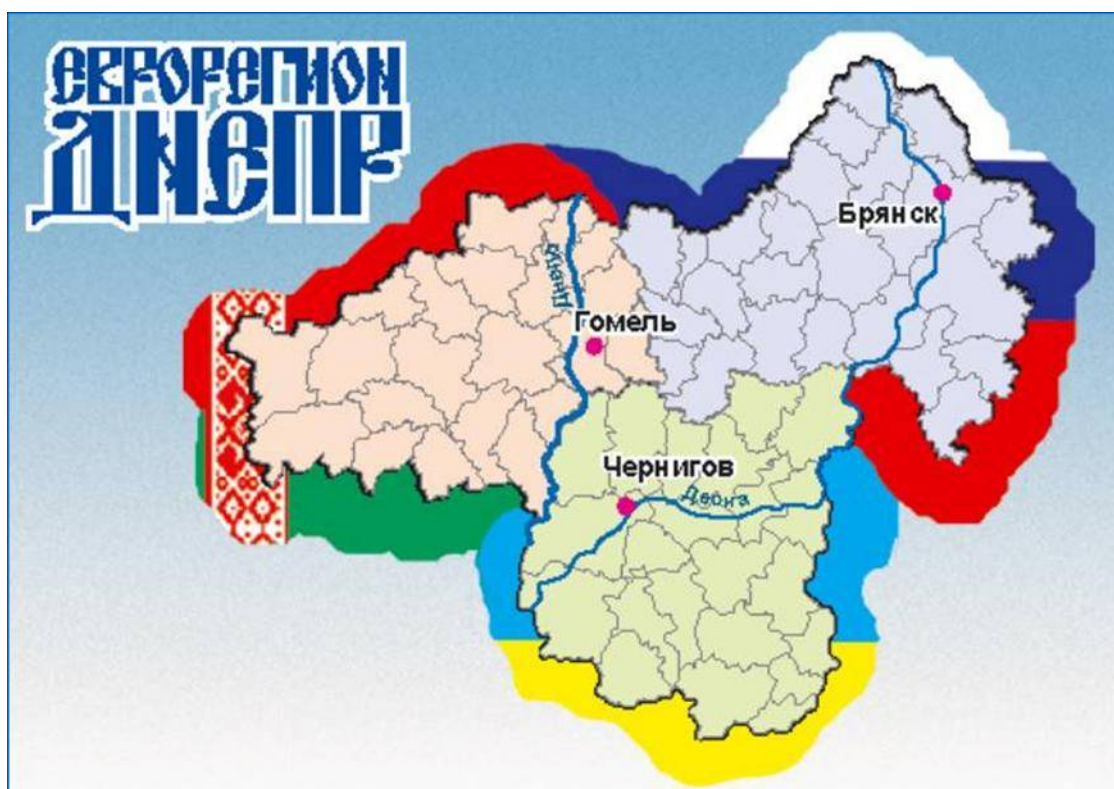 ЕВРОРЕГИОН
ДНЕПР
Брянск
Днепр
Гомель
Чернигов
Десна